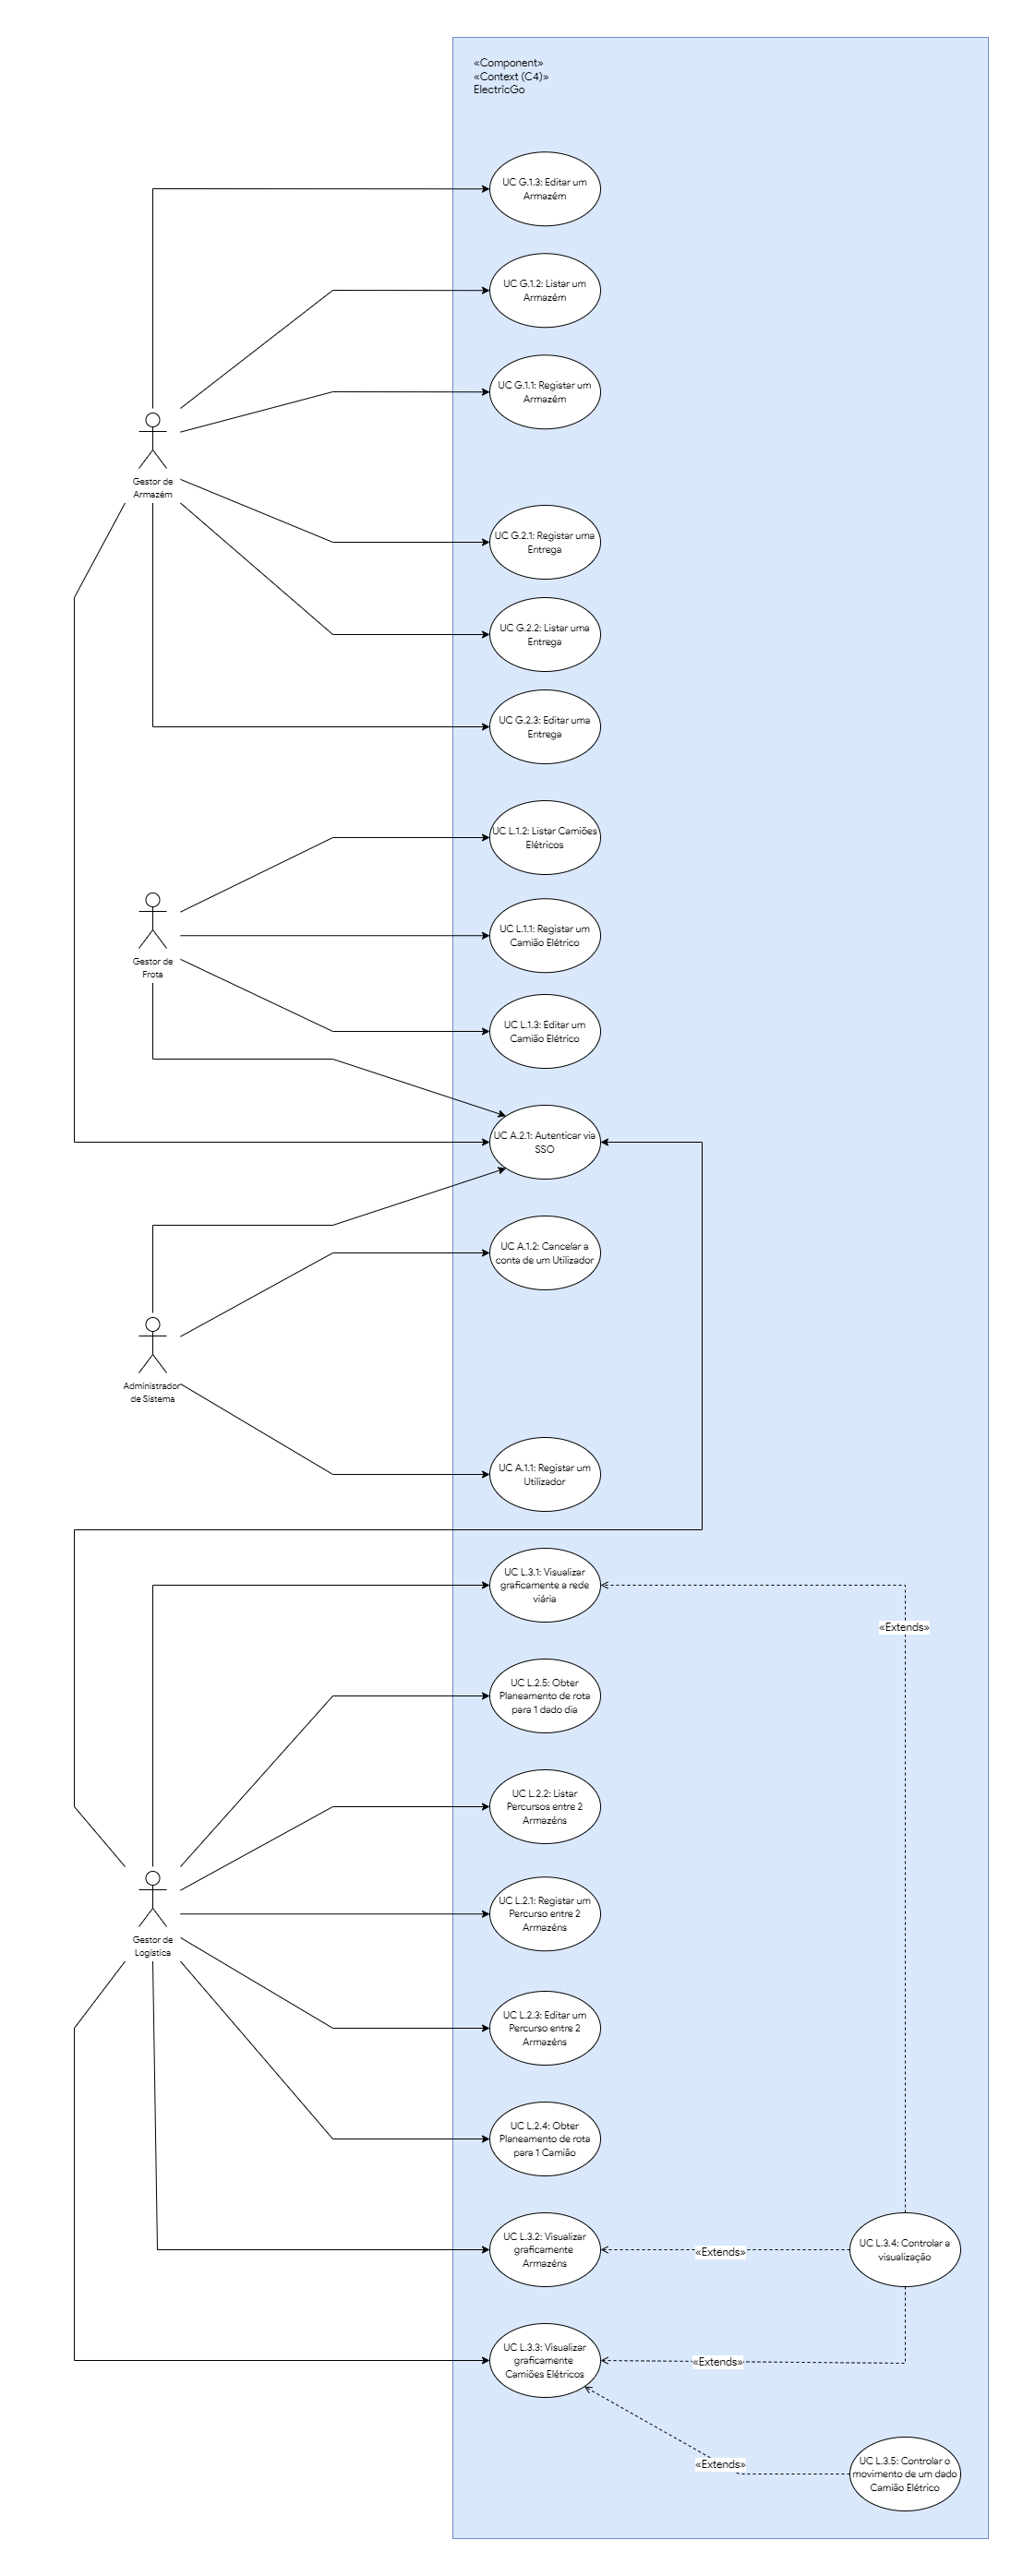 «Component»
«Context (C4)»
ElectricGo
UC G.1.3: Editar um
Armazém
UC G.1.2: Listar um
Armazém
UC G.1.1: Registar um
Armazém
Gestor de
Armazém
UC G.2.1: Registar uma
Entrega
UC G.2.2: Listar uma
Entrega
UC G.2.3: Editar uma
Entrega
UC L.1.2: Listar Camiões
Elétricos
UC L.1.1: Registar um
Camião Elétrico
Gestor de
Frota
UC L.1.3: Editar um
Camião Elétrico
UC A.2.1: Autenticar via
SSO
UC A.1.2: Cancelar a
conta de um Utilizador
Administrador
de Sistema
UC A.1.1: Registar um
Utilizador
UC L.3.1: Visualizar
graficamente a rede
viária
«Extends»
UC L.2.5: Obter
Planeamento de rota
para 1 dado dia
UC L.2.2: Listar
Percursos entre 2
Armazéns
UC L.2.1: Registar um
Percurso entre 2
Armazéns
Gestor de
Logística
UC L.2.3: Editar um
Percurso entre 2
Armazéns
UC L.2.4: Obter
Planeamento de rota
para 1 Camião
UC L.3.2: Visualizar
graficamente
Armazéns
«Extends»
UC L.3.4: Controlar a
visualização
UC L.3.3: Visualizar
graficamente
Camiões Elétricos
«Extends»
«Extends»
UC L.3.5: Controlar o
movimento de um dado
Camião Elétrico